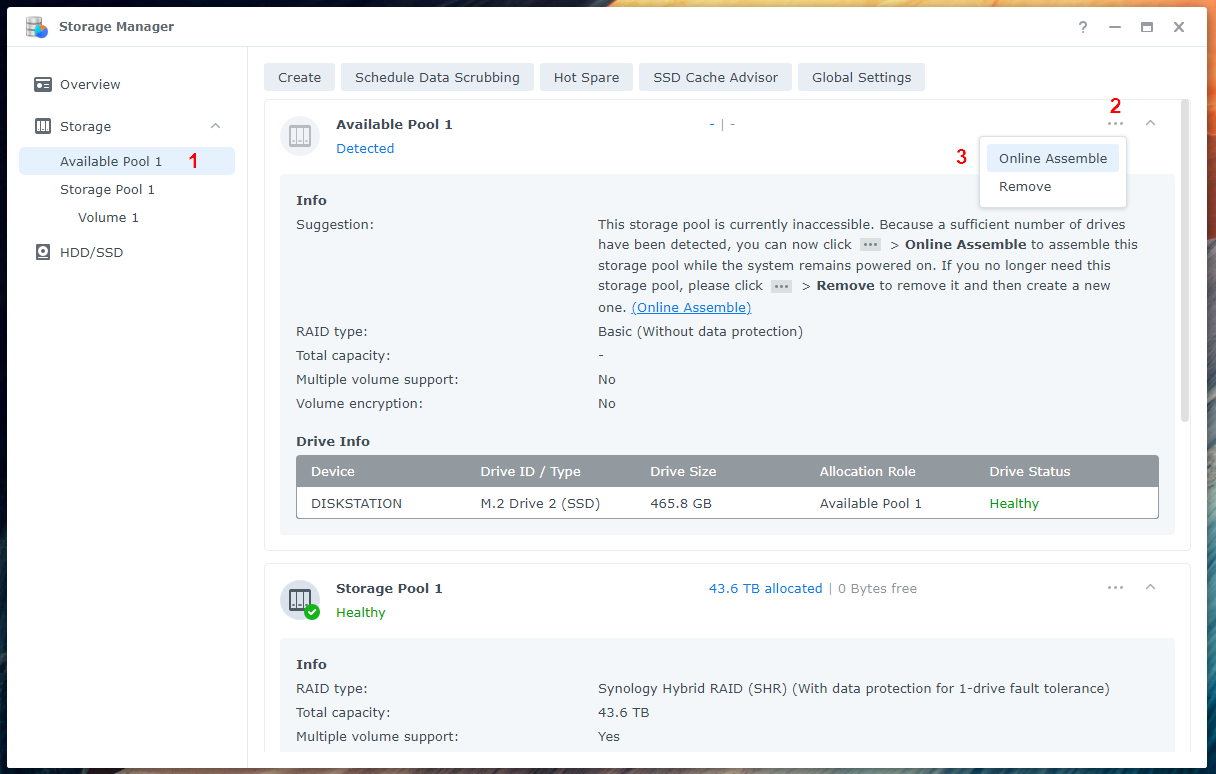 Storage Manager
?
Overview
Storage
Available Pool 1 1
Storage Pool 1
Volume 1
HDD/SSD
Create Schedule Data Scrubbing Hot Spare SSD Cache Advisor Global Settings
Available Pool 1 - | - 2
Detected
3 Online Assemble
Remove
Info
Suggestion: This storage pool is currently inaccessible. Because a sufficient number of drives
have been detected, you can now click ··· > Online Assemble to assemble this
storage pool while the system remains powered on. If you no longer need this
storage pool, please click ··· > Remove to remove it and then create a new
one. (Online Assemble)
RAID type: Basic (Without data protection)
Total capacity: -
Multiple volume support: No
Volume encryption: No
Drive Info
Device Drive ID / Type Drive Size Allocation Role Drive Status
DISKSTATION M.2 Drive 2 (SSD) 465.8 GB Available Pool 1 Healthy
Storage Pool 1 43.6 TB allocated | 0 Bytes free
Healthy
Info
RAID type: Synology Hybrid RAID (SHR) (With data protection for 1-drive fault tolerance)
Total capacity: 43.6 TB
Multiple volume support: Yes